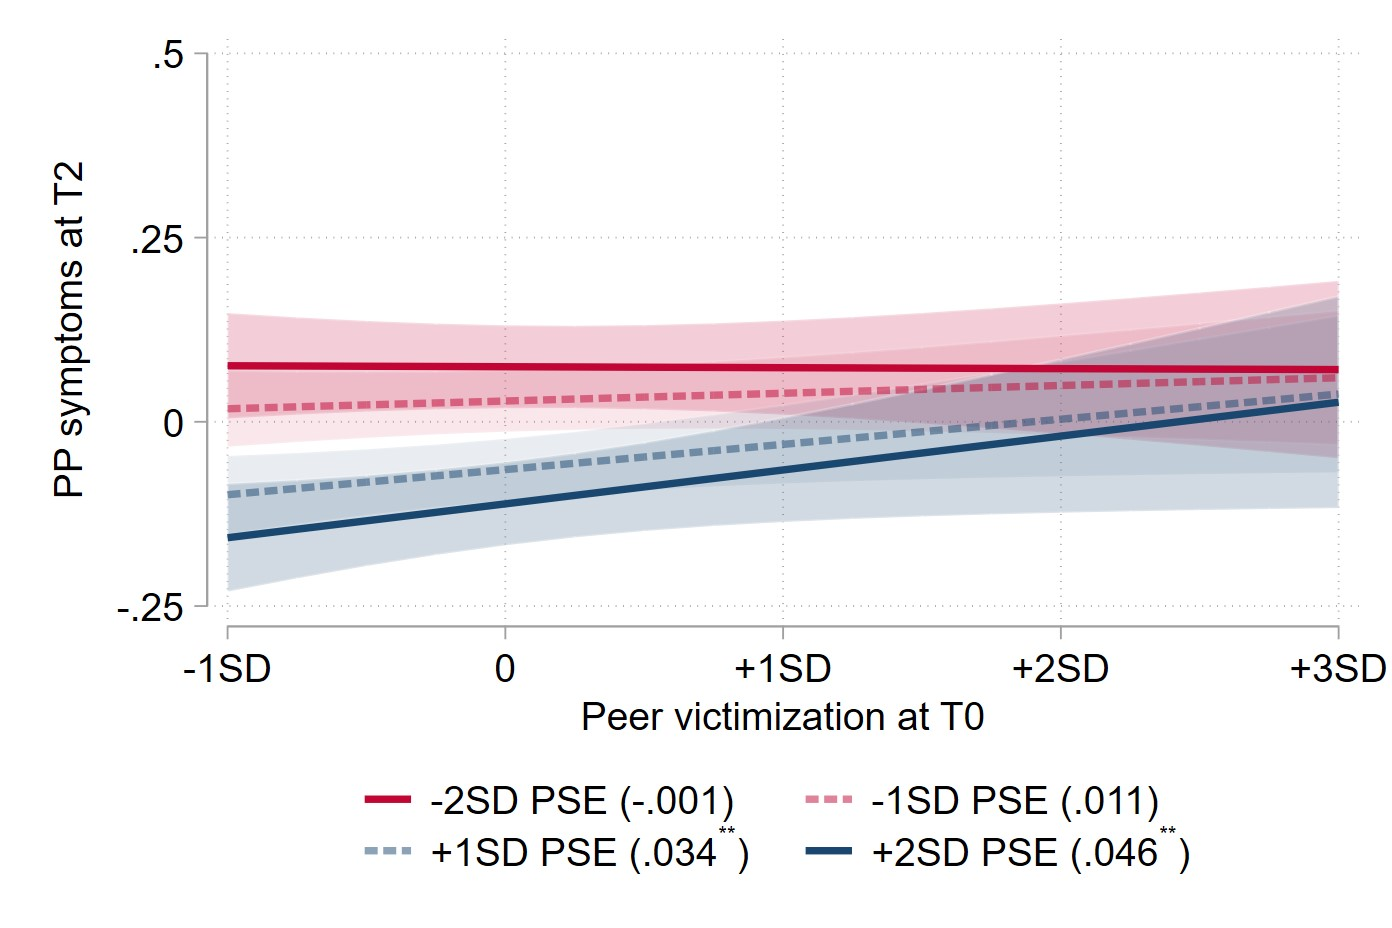 .5
.25
0
-.25
PP symptoms at T2
-1SD 0 +1SD +2SD +3SD
Peer victimization at T0
-2SD PSE (-.001) -1SD PSE (.011)
+1SD PSE (.034**) +2SD PSE (.046**)